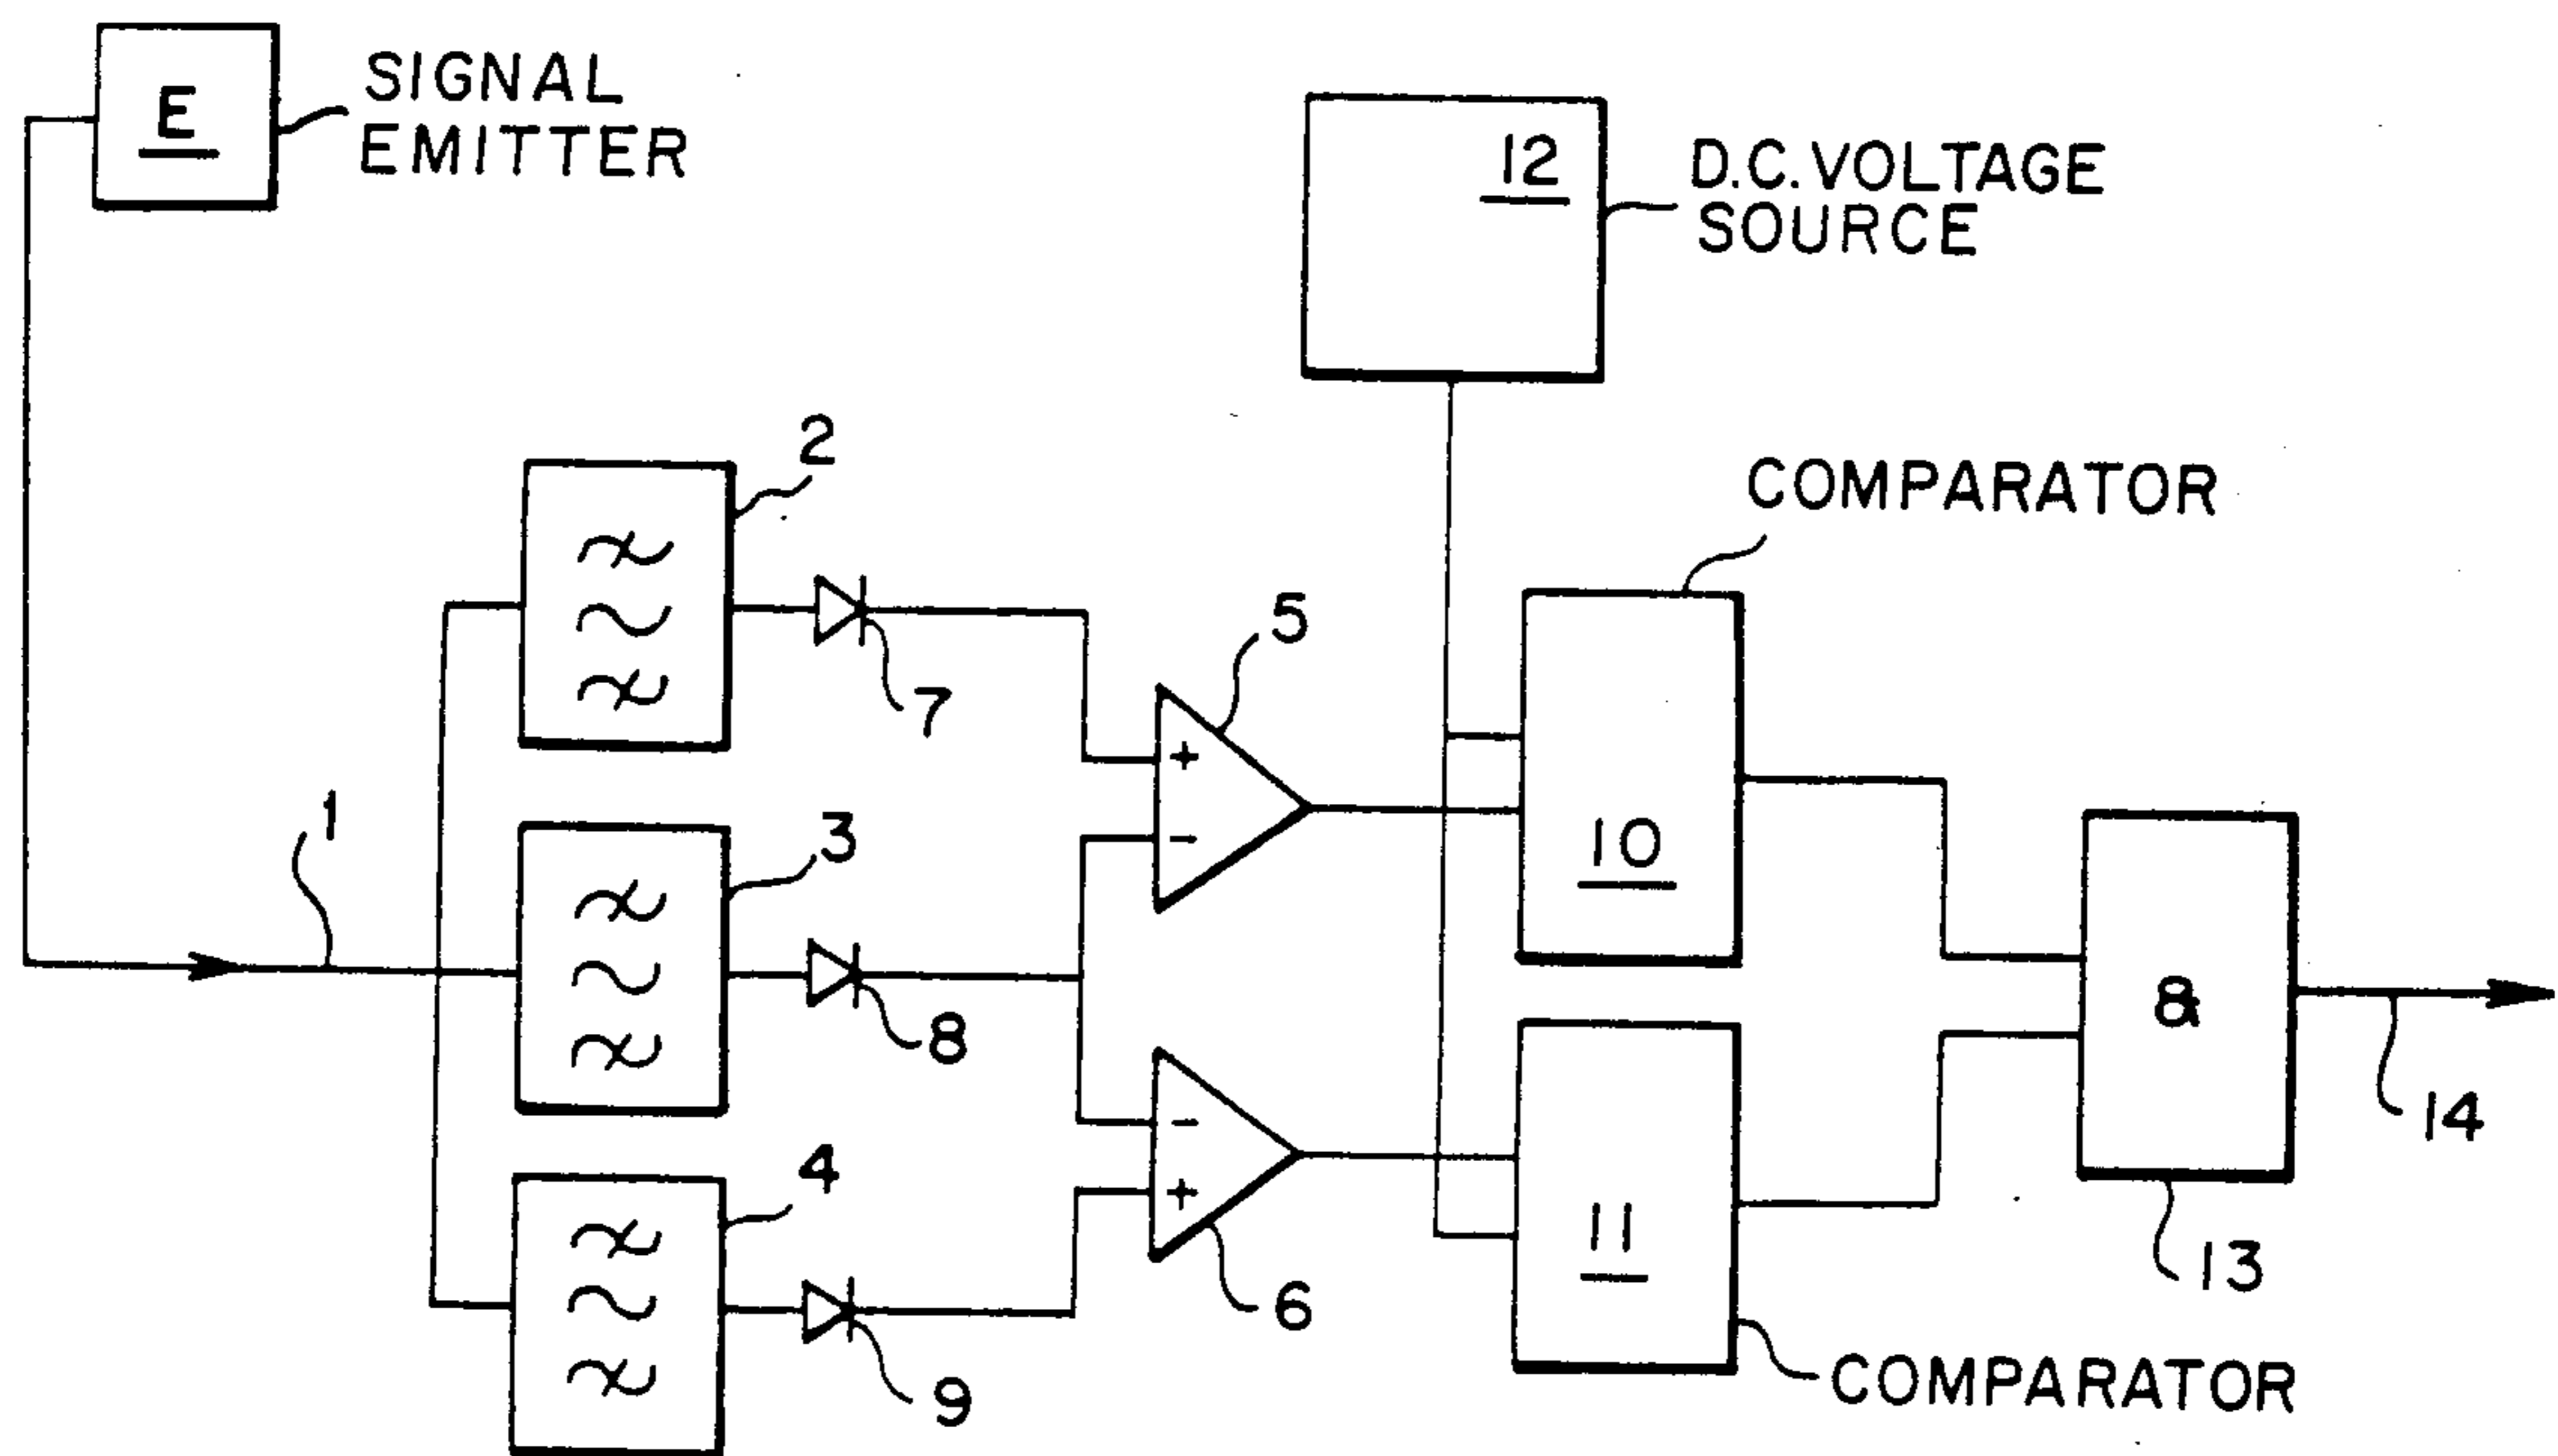 E
SIGNAL
EMITTER
12
D.C. VOLTAGE
SOURCE
COMPARATOR
2
7
5
+
-
10
1
3
8
&
14
4
-
+
6
9
11
13
COMPARATOR